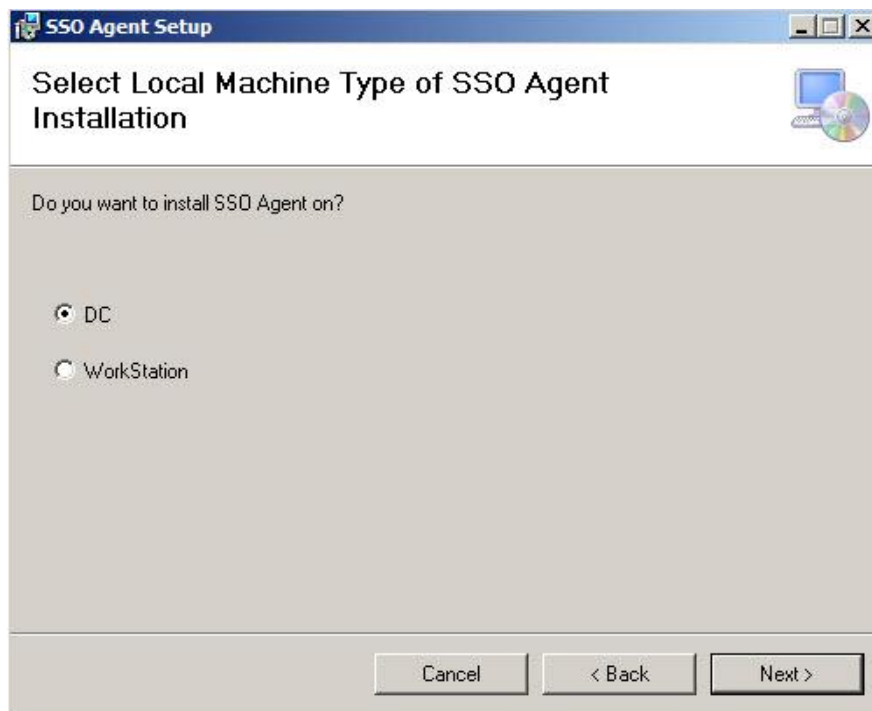 SSO Agent Setup
Select Local Machine Type of SSO Agent
Installation
Do you want to install SSO Agent on?
DC
WorkStation
Cancel
< Back
Next >